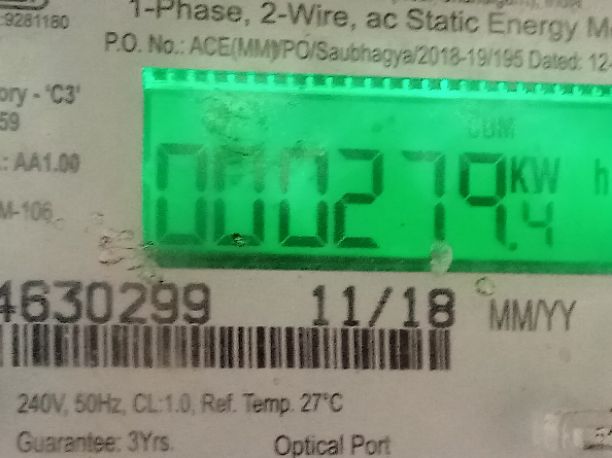 :9281180
1-Phase, 2-Wire, ac Static Energy M
P.O. No.: ACE(MM)/PO/Saubhagya/2018-19/195 Dated: 12-
ory - 'C3'
59
.: AA1.00
M-106
CUM
000279.4 KW h
4630299 11/18 MM/YY
240V, 50Hz, CL:1.0, Ref. Temp. 27°C
Guarantee: 3Yrs. Optical Port